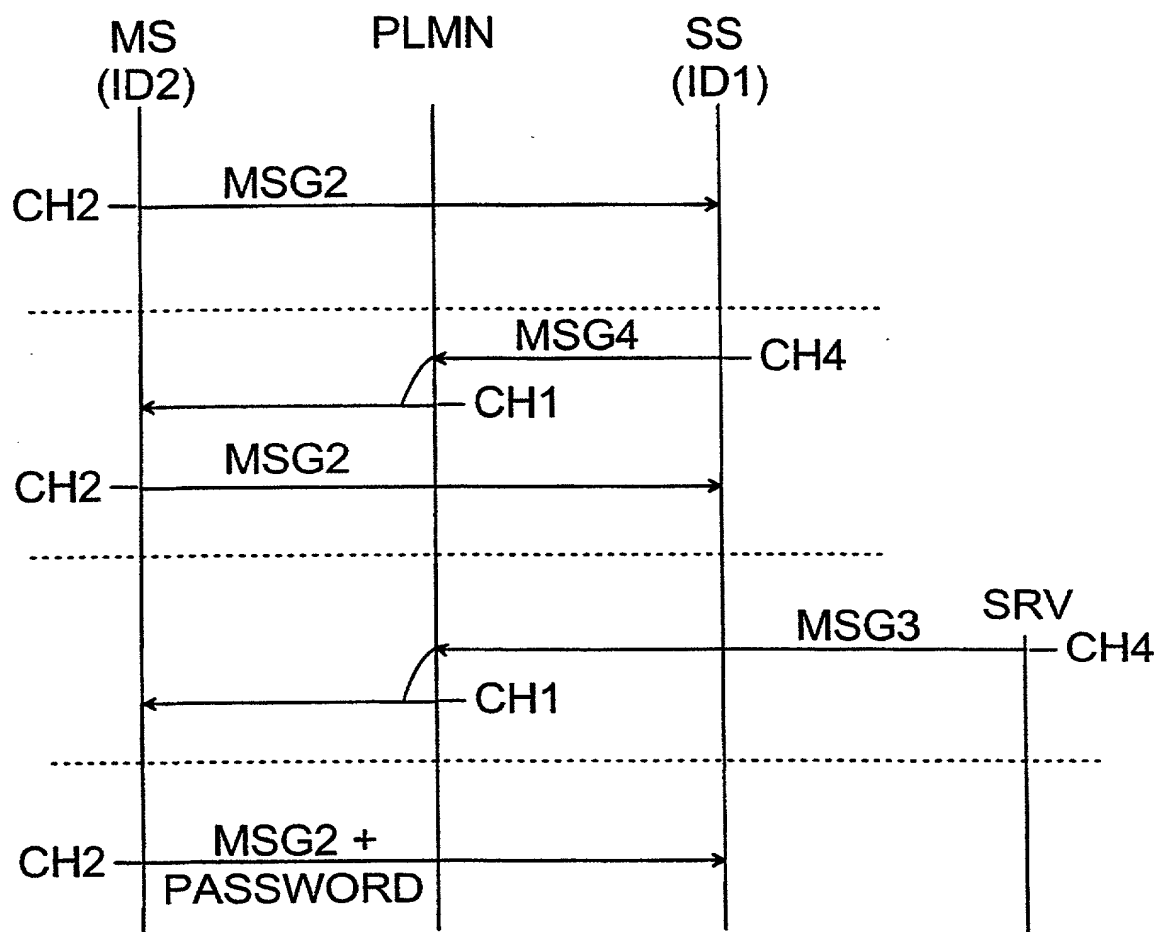 MS PLMN SS
(ID2) (ID1)
MSG2
CH2
MSG4
CH4
CH1
MSG2
CH2
SRV
MSG3
CH4
CH1
MSG2 +
CH2
PASSWORD